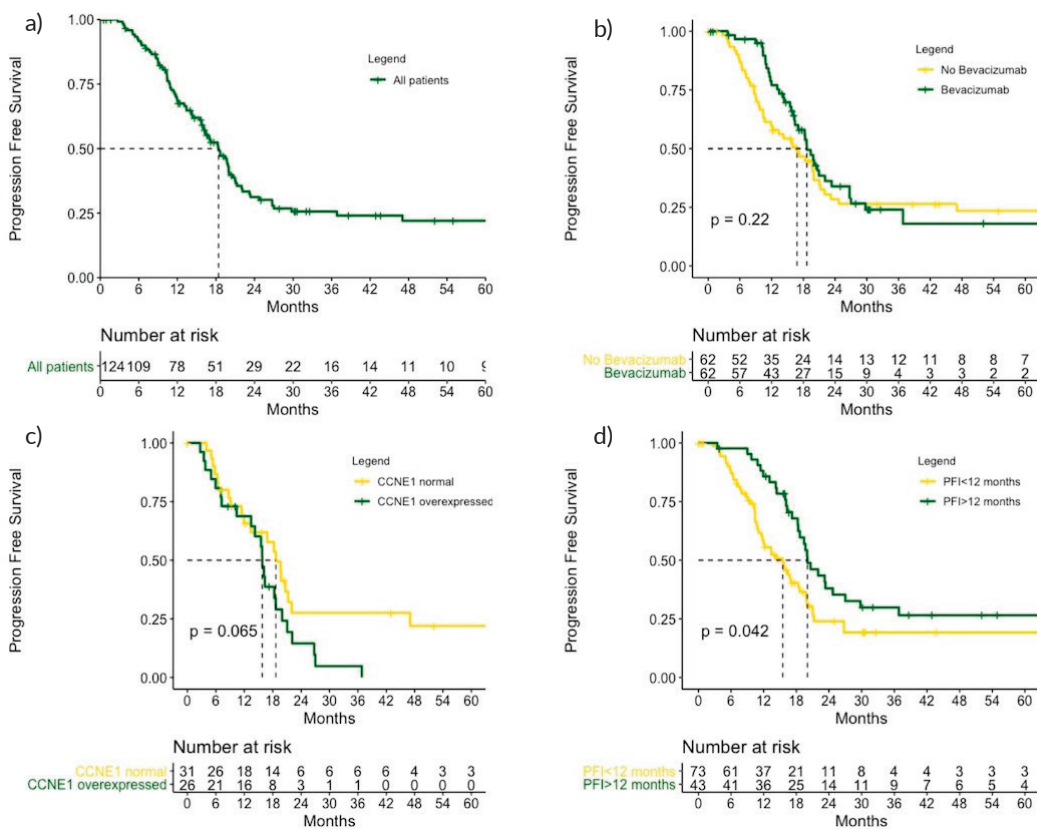 a)
Progression Free Survival
1.00
0.75
0.50
0.25
0.00
Legend
All patients
0 6 12 18 24 30 36 42 48 54 60
Months
Number at risk
All patients 124 109 78 51 29 22 16 14 11 10 9
0 6 12 18 24 30 36 42 48 54 60
Months
b)
Progression Free Survival
1.00
0.75
0.50
0.25
0.00
Legend
No Bevacizumab
Bevacizumab
p = 0.22
0 6 12 18 24 30 36 42 48 54 60
Months
Number at risk
No Bevacizumab 62 52 35 24 14 13 12 11 8 8 7
Bevacizumab 62 57 43 27 15 9 4 3 3 2 2
0 6 12 18 24 30 36 42 48 54 60
Months
c)
Progression Free Survival
1.00
0.75
0.50
0.25
0.00
Legend
CCNE1 normal
CCNE1 overexpressed
p = 0.065
0 6 12 18 24 30 36 42 48 54 60
Months
Number at risk
CCNE1 normal 31 26 18 14 6 6 6 6 4 3 3
CCNE1 overexpressed 26 21 16 8 3 1 1 0 0 0 0
0 6 12 18 24 30 36 42 48 54 60
Months
d)
Progression Free Survival
1.00
0.75
0.50
0.25
0.00
Legend
PFI<12 months
PFI>12 months
p = 0.042
0 6 12 18 24 30 36 42 48 54 60
Months
Number at risk
PFI<12 months 73 61 37 21 11 8 4 4 3 3 3
PFI>12 months 43 41 36 25 14 11 9 7 6 5 4
0 6 12 18 24 30 36 42 48 54 60
Months